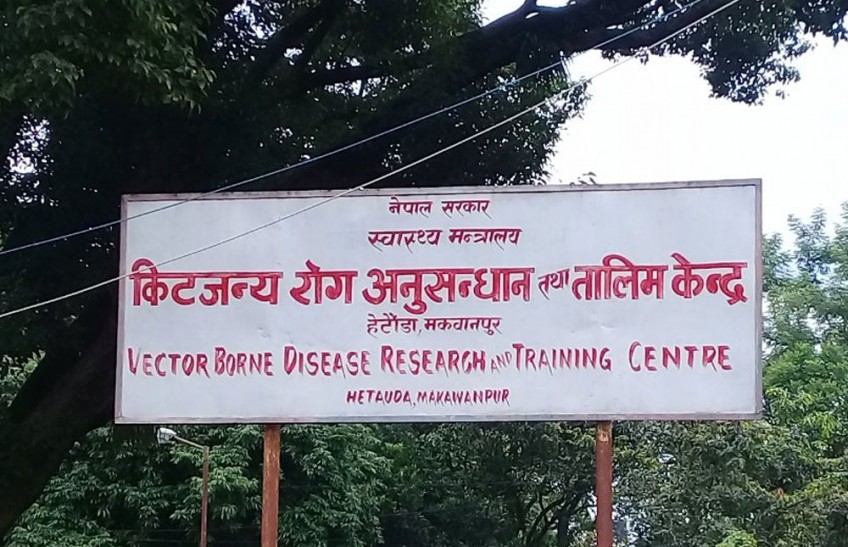 नेपाल सरकार
स्वास्थ्य मन्त्रालय
किटजन्य रोग अनुसन्धान तथा तालिम केन्द्र
हेटौंडा, मकवानपुर
VECTOR BORNE DISEASE RESEARCH AND TRAINING CENTRE
HETAUDA, MAKAWANPUR